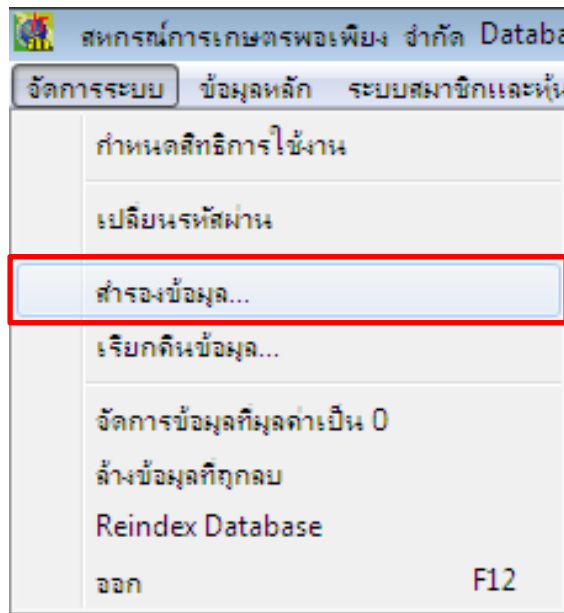 สหกรณ์การเกษตรพอเพียง จำกัด Databa
จัดการระบบ ข้อมูลหลัก ระบบสมาชิกและหุ้น
กำหนดสิทธิการใช้งาน
เปลี่ยนรหัสผ่าน
สำรองข้อมูล...
เรียกคืนข้อมูล...
จัดการข้อมูลที่มูลค่าเป็น 0
ล้างข้อมูลที่ถูกลบ
Reindex Database
ออก F12